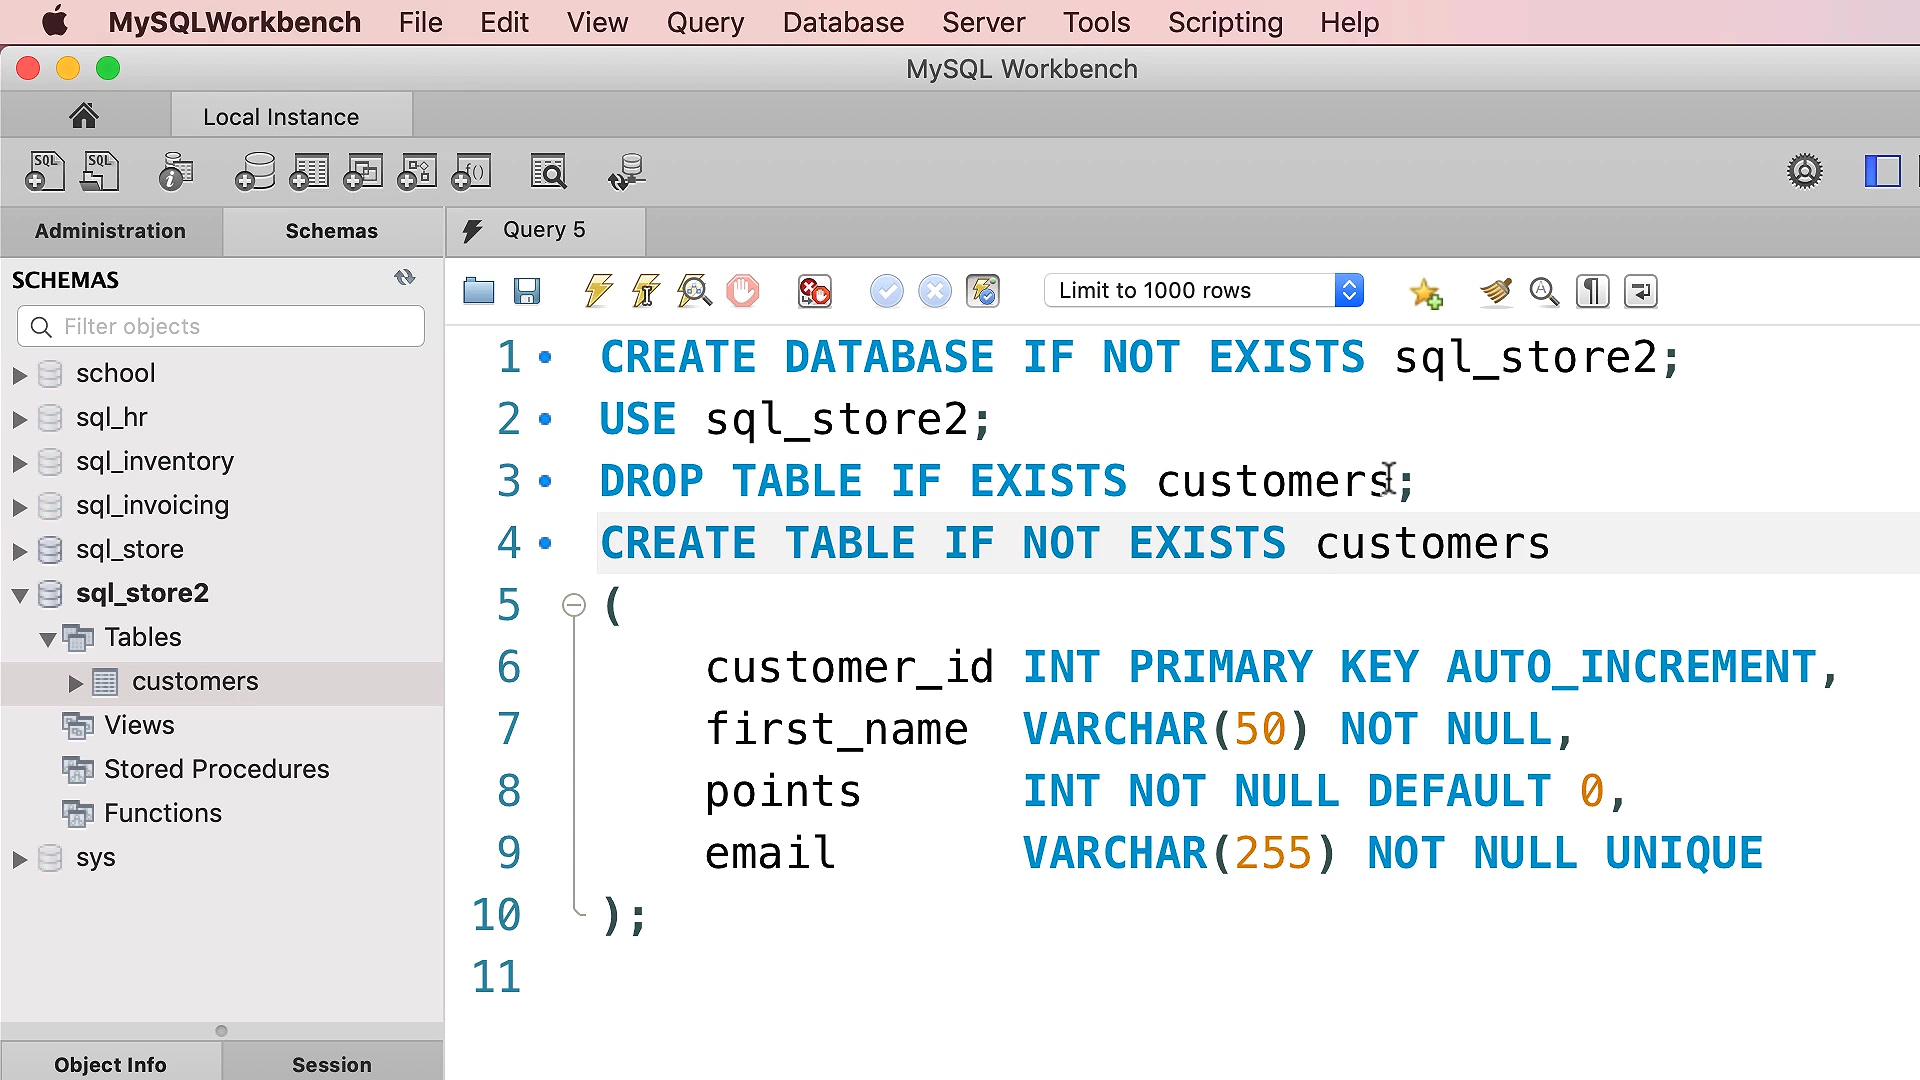 MySQLWorkbench File Edit View Query Database Server Tools Scripting Help
MySQL Workbench
Local Instance
SQL SQL
Administration Schemas Query 5
SCHEMAS
Limit to 1000 rows
Filter objects
school
sql_hr
sql_inventory
sql_invoicing
sql_store
sql_store2
Tables
customers
Views
Stored Procedures
Functions
sys
Object Info Session
1 CREATE DATABASE IF NOT EXISTS sql_store2;
2 USE sql_store2;
3 DROP TABLE IF EXISTS customers;
4 CREATE TABLE IF NOT EXISTS customers
5 (
6 customer_id INT PRIMARY KEY AUTO_INCREMENT,
7 first_name VARCHAR(50) NOT NULL,
8 points INT NOT NULL DEFAULT 0,
9 email VARCHAR(255) NOT NULL UNIQUE
10 );
11